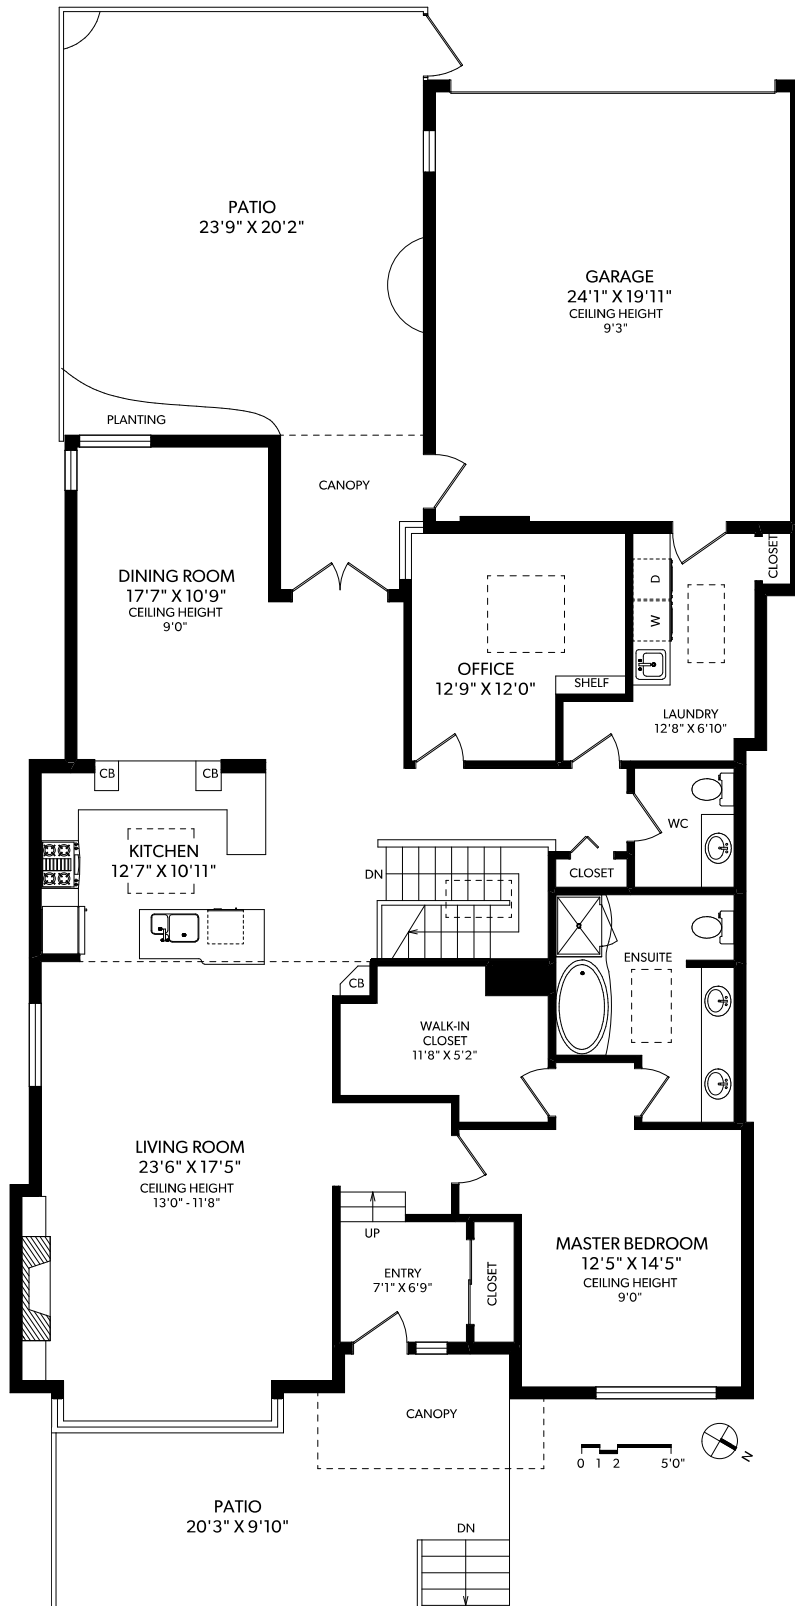 PATIO
23'9" X 20'2"
GARAGE
24'1" X 19'11"
CEILING HEIGHT
9'3"
PLANTING
CANOPY
CLOSET
DINING ROOM
17'7" X 10'9"
CEILING HEIGHT
9'0"
D
W
OFFICE
12'9" X 12'0"
SHELF
LAUNDRY
12'8" X 6'10"
CB
CB
WC
KITCHEN
12'7" X 10'11"
DN
CLOSET
ENSUITE
CB
WALK-IN
CLOSET
11'8" X 5'2"
LIVING ROOM
23'6" X 17'5"
CEILING HEIGHT
13'0" - 11'8"
UP
MASTER BEDROOM
12'5" X 14'5"
CEILING HEIGHT
9'0"
ENTRY
7'1" X 6'9"
CLOSET
CANOPY
N
0 1 2 5'0"
PATIO
20'3" X 9'10"
DN